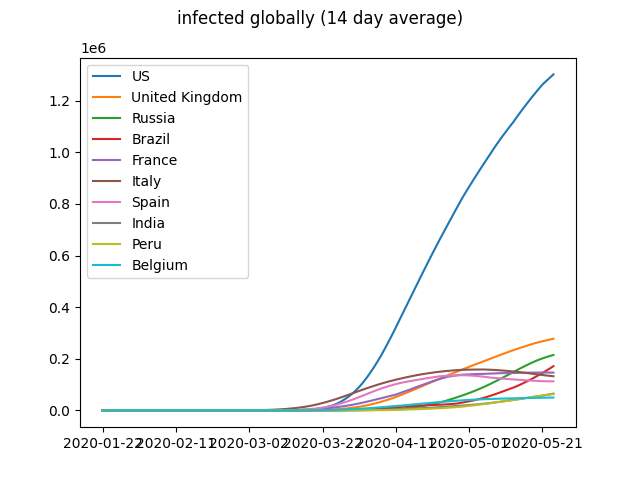 infected globally (14 day average)
1e6
US
United Kingdom
Russia
Brazil
France
Italy
Spain
India
Peru
Belgium
1.2
1.0
0.8
0.6
0.4
0.2
0.0
2020-01-22 2020-02-11 2020-03-02 2020-03-22 2020-04-11 2020-05-01 2020-05-21